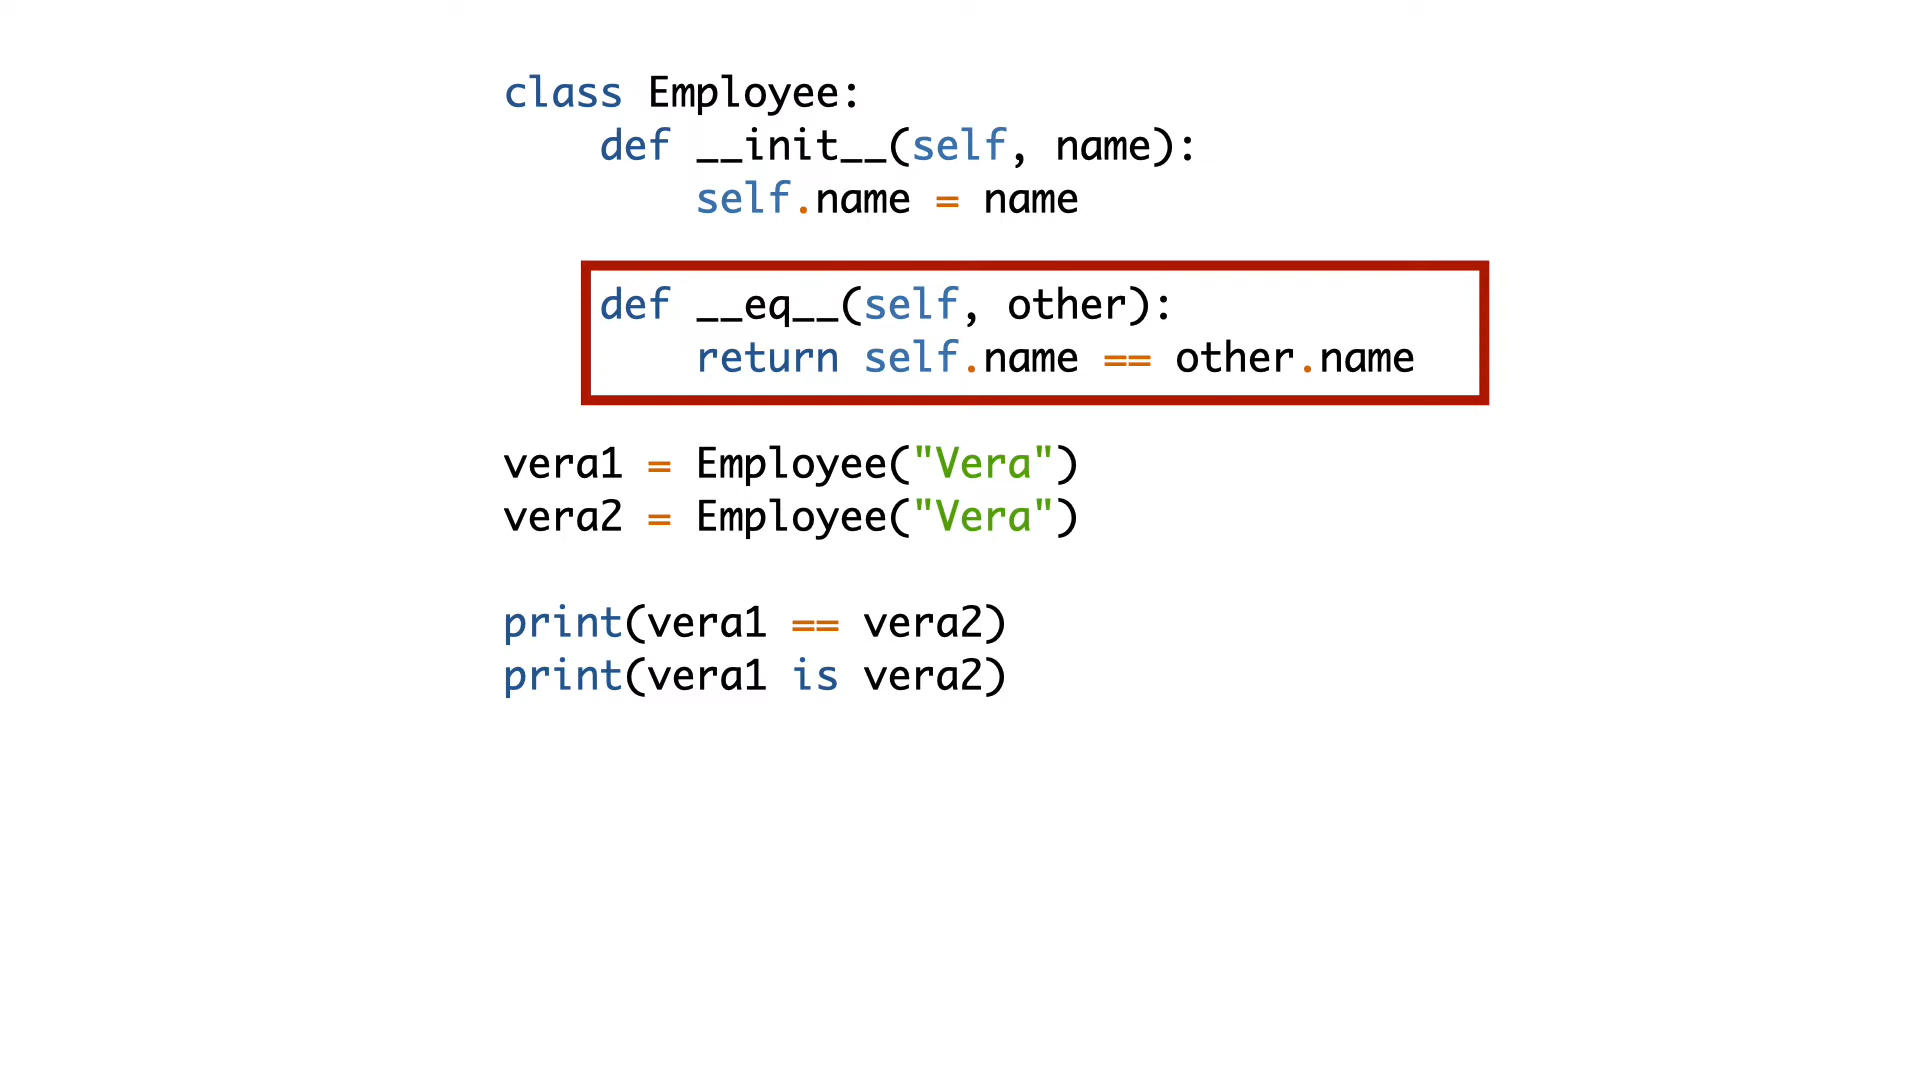 class Employee:
    def __init__(self, name):
        self.name = name
    def __eq__(self, other):
        return self.name == other.name
vera1 = Employee("Vera")
vera2 = Employee("Vera")
print(vera1 == vera2)
print(vera1 is vera2)